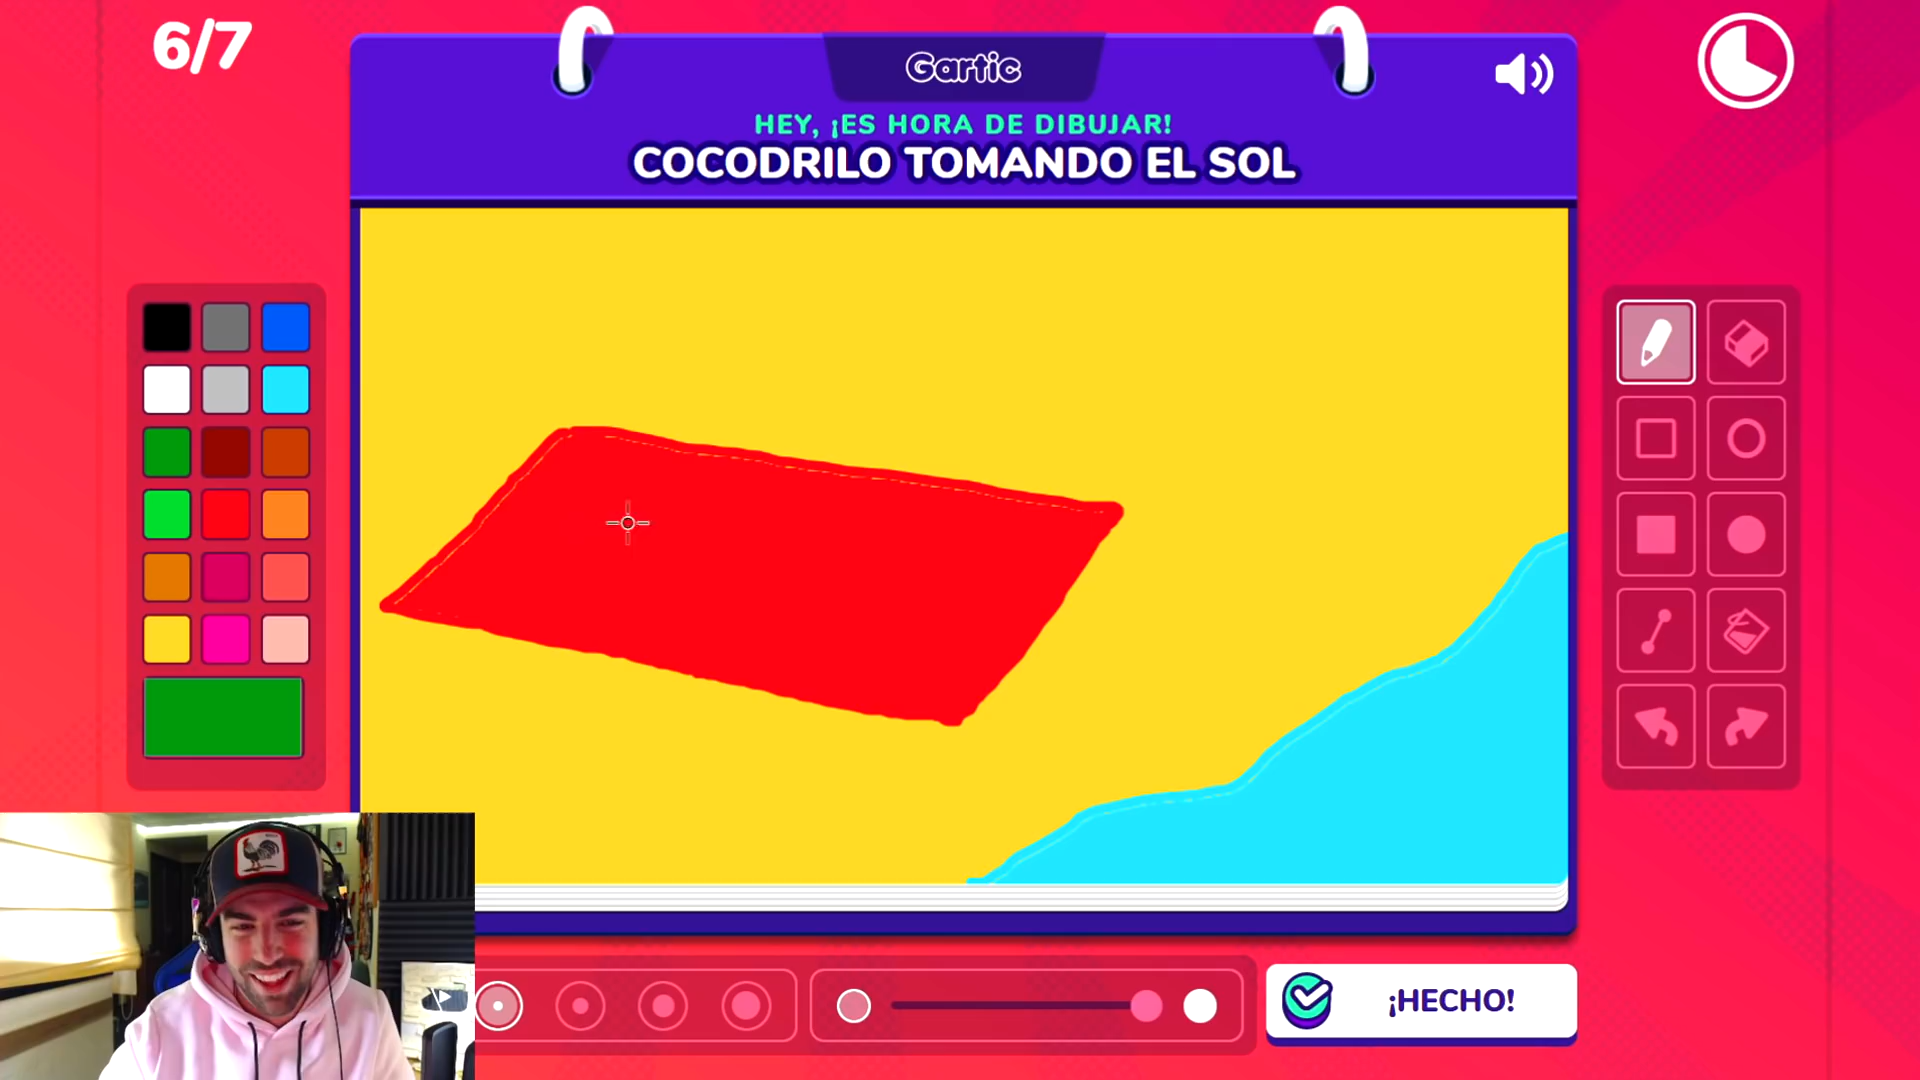 6/7
Gartic
HEY, ¡ES HORA DE DIBUJAR!
COCODRILO TOMANDO EL SOL
¡HECHO!